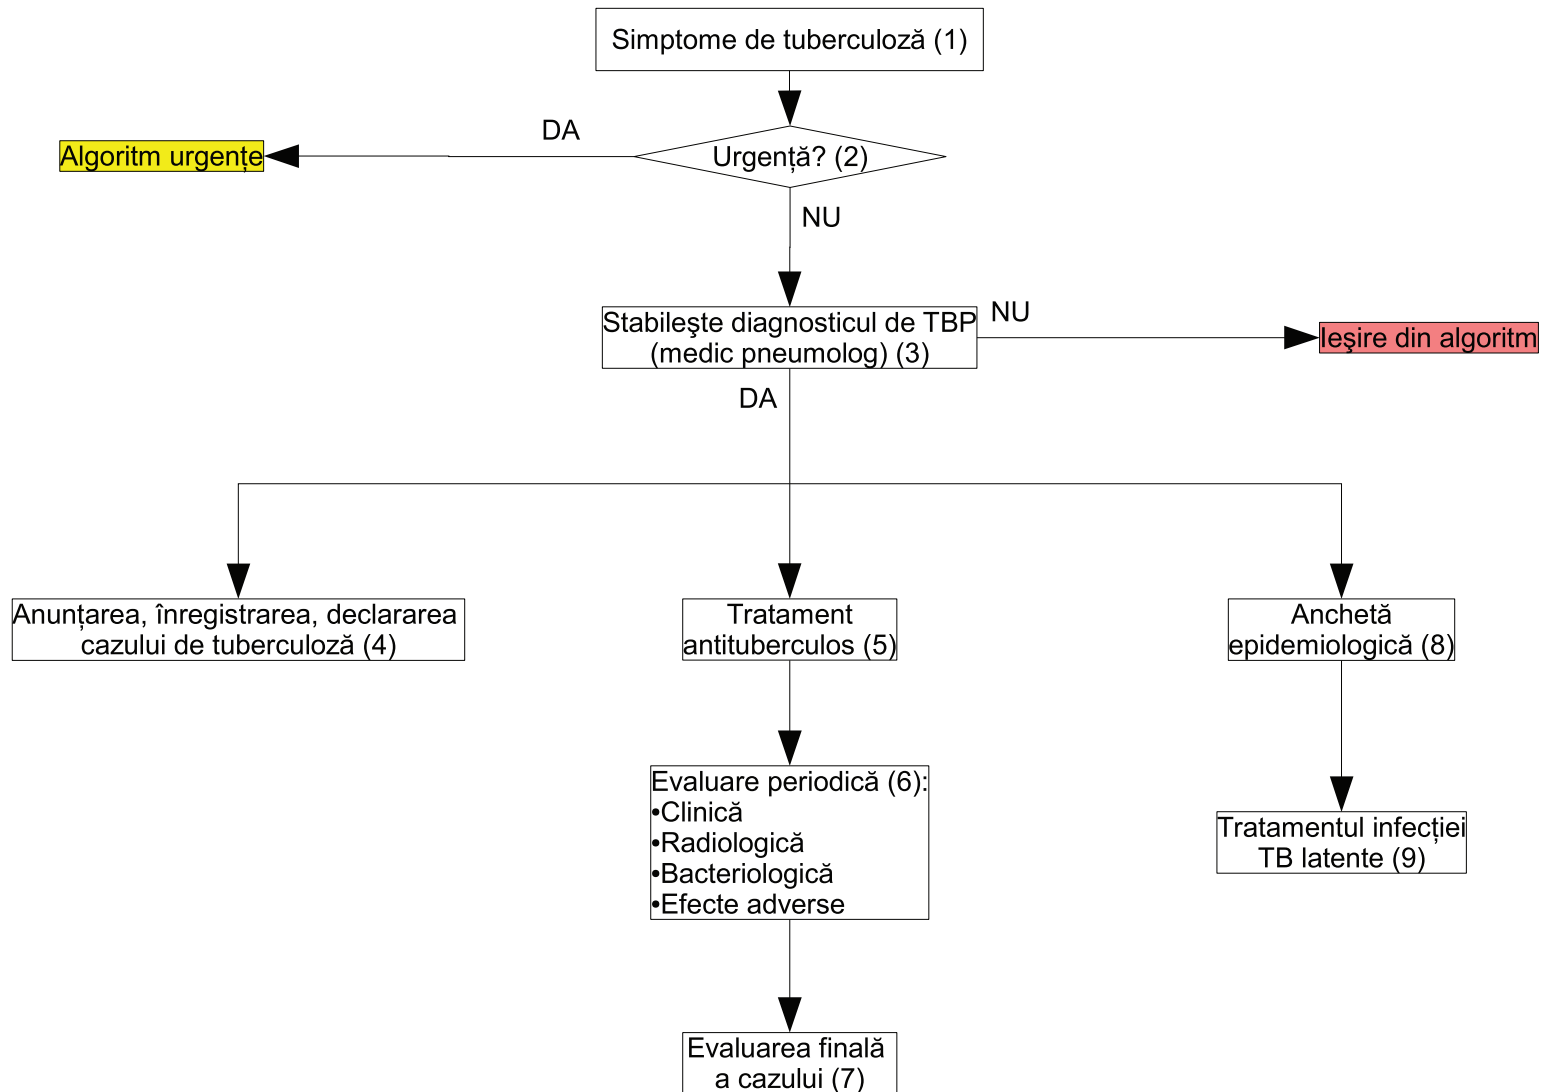 Simptome de tuberculoză (1)
DA
Algoritm urgențe
Urgență? (2)
NU
Stabileşte diagnosticul de TBP
(medic pneumolog) (3)
NU
Ieşire din algoritm
DA
Anunțarea, înregistrarea, declararea
cazului de tuberculoză (4)
Tratament
antituberculos (5)
Anchetă
epidemiologică (8)
Evaluare periodică (6):
•Clinică
•Radiologică
•Bacteriologică
•Efecte adverse
Tratamentul infecției
TB latente (9)
Evaluarea finală
a cazului (7)